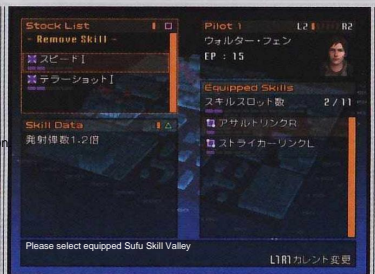 Stock List
- Remove Skill -
スピードⅠ
テラーショットⅠ
Skill Data
発射弾数1.2倍
Pilot 1
L2 R2
ウォルター・フェン
EP : 15
Equipped Skills
スキルスロット数 2/11
アサルトリンクR
ストライカーリンクL
Please select equipped Sufu Skill Valley
L1R1カレント変更